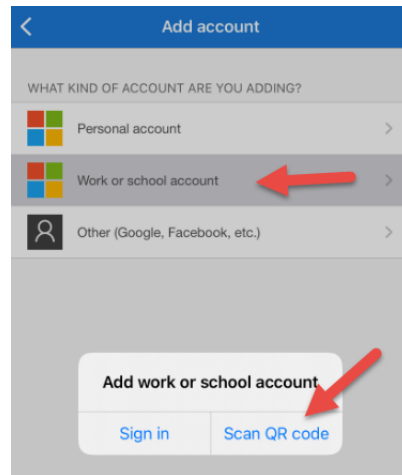 Add account
WHAT KIND OF ACCOUNT ARE YOU ADDING?
Personal account
Work or school account
Other (Google, Facebook, etc.)
Add work or school account
Sign in Scan QR code